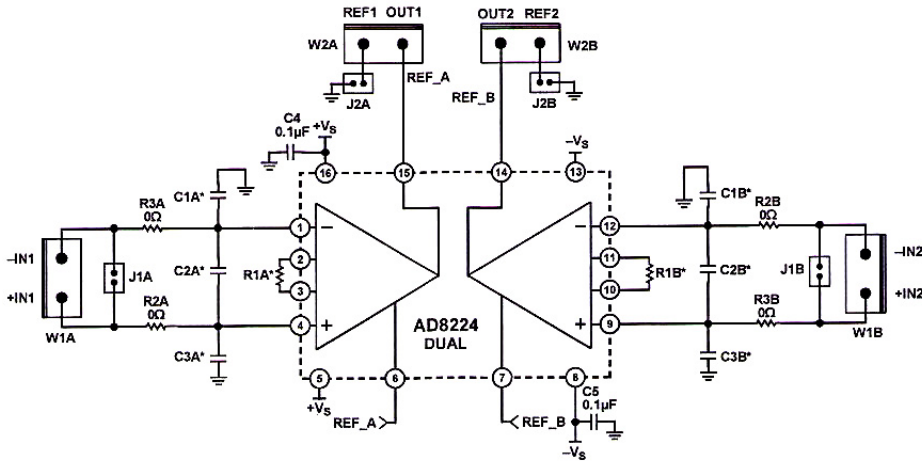 REF1 OUT1
OUT2 REF2
W2A
W2B
REF_A
REF_B
J2A
J2B
C4
0.1µF
+VS
–VS
16
15
14
13
C1A*
C1B*
R3A
0Ω
R2B
0Ω
1
–
–
12
–IN1
J1A
C2A*
R1A*
2
11
R1B*
C2B*
J1B
–IN2
+IN1
3
10
+IN2
R2A
0Ω
R3B
0Ω
4
+
AD8224
DUAL
+
9
W1A
W1B
C3A*
C3B*
5
6
7
8
+VS
REF_A
REF_B
C5
0.1µF
–VS